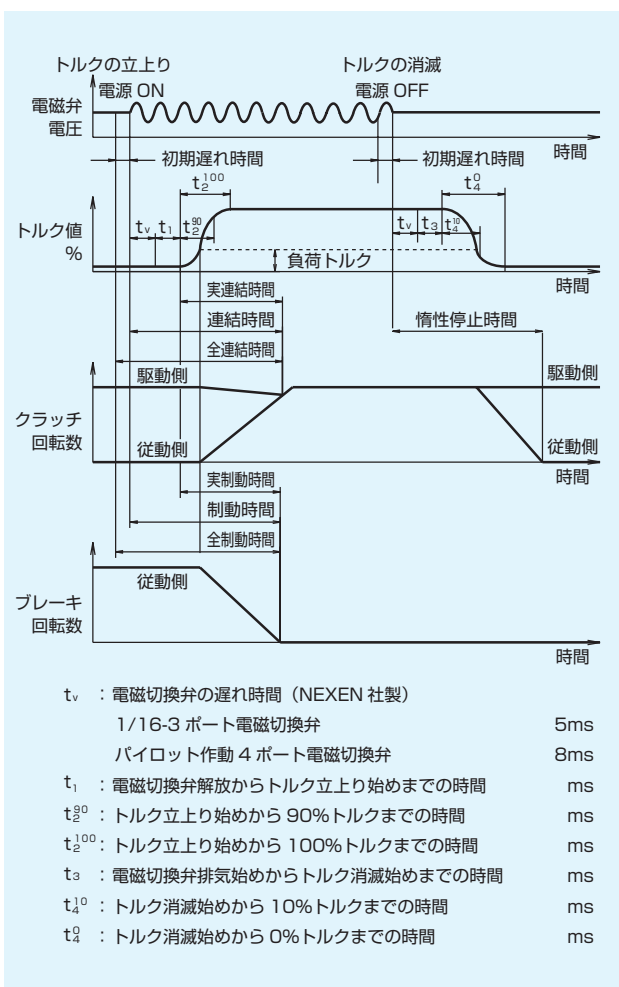 トルクの立上り
トルクの消滅
電源 ON
電源 OFF
電磁弁
電圧
時間
初期遅れ時間
初期遅れ時間
t₂¹⁰⁰
t₄⁰
トルク値
%
tᵥ
t₁
t₂⁹⁰
tᵥ
t₃
t₄¹⁰
負荷トルク
時間
実連結時間
連結時間
惰性停止時間
全連結時間
駆動側
駆動側
クラッチ
回転数
従動側
従動側
時間
実制動時間
制動時間
全制動時間
従動側
ブレーキ
回転数
時間
tᵥ :電磁切換弁の遅れ時間(NEXEN 社製)
1/16-3 ポート電磁切換弁 5ms
パイロット作動 4 ポート電磁切換弁 8ms
t₁ :電磁切換弁解放からトルク立上り始めまでの時間 ms
t₂⁹⁰ :トルク立上り始めから 90%トルクまでの時間 ms
t₂¹⁰⁰:トルク立上り始めから 100%トルクまでの時間 ms
t₃ :電磁切換弁排気始めからトルク消滅始めまでの時間 ms
t₄¹⁰ :トルク消滅始めから 10%トルクまでの時間 ms
t₄⁰ :トルク消滅始めから 0%トルクまでの時間 ms